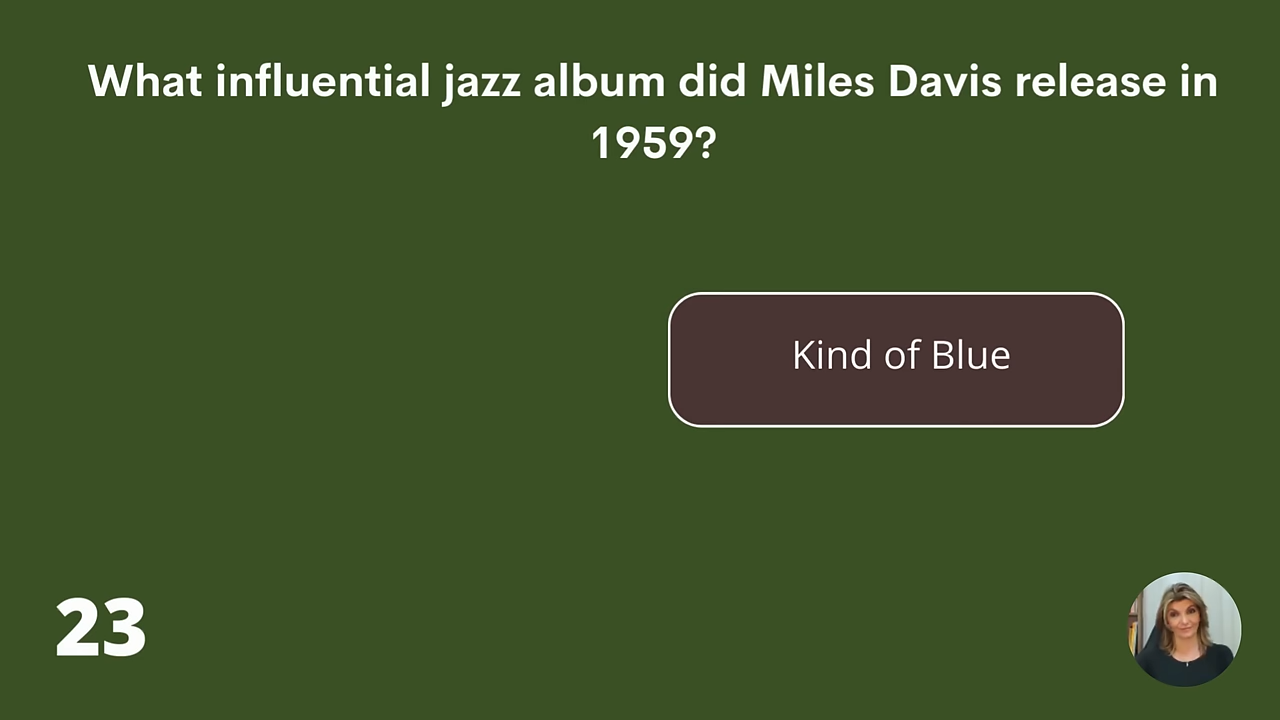 What influential jazz album did Miles Davis release in
1959?
Kind of Blue
23